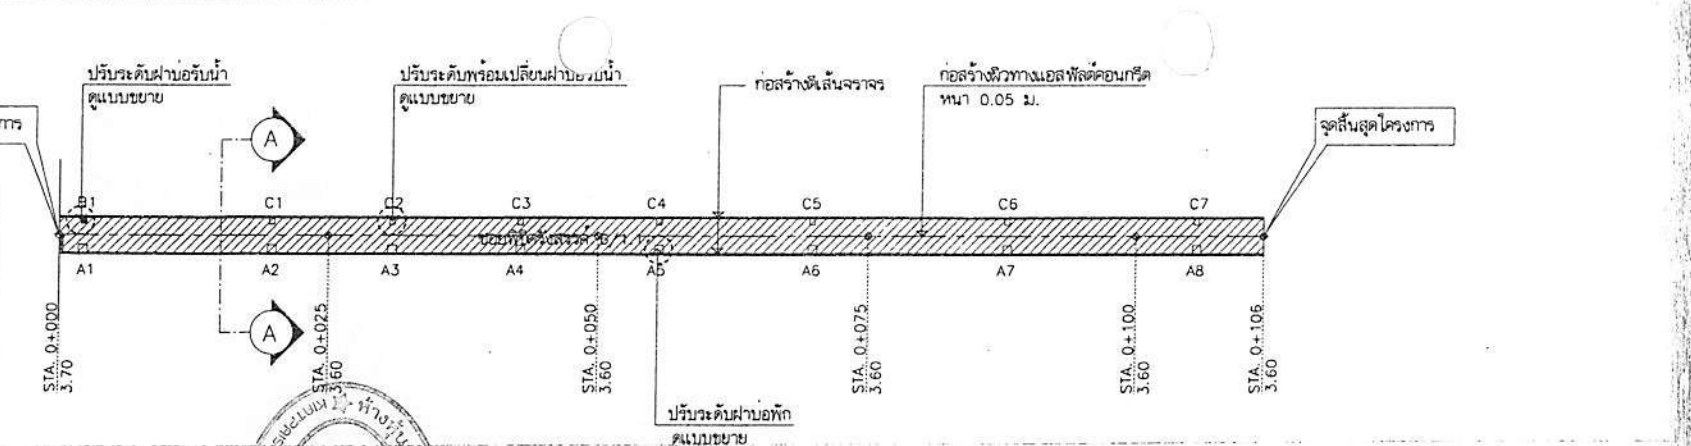 ปรับระดับฝาบ่อรับน้ำ
ดูแบบขยาย
ปรับระดับพร้อมเปลี่ยนฝาบ่อรับน้ำ
ดูแบบขยาย
ก่อสร้างตีเส้นจราจร
ก่อสร้างผิวทางแอสฟัลต์คอนกรีต
หนา 0.05 ม.
การ
จุดสิ้นสุดโครงการ
A
B1 C1 C2 C3 C4 C5 C6 C7
A1 A2 A3 A4 A5 A6 A7 A8
A
STA. 0+000
3.70
STA. 0+025
3.60
STA. 0+050
3.60
STA. 0+075
3.60
STA. 0+100
3.60
STA. 0+106
3.60
ปรับระดับฝาบ่อพัก
ดูแบบขยาย
ห้างหุ้น